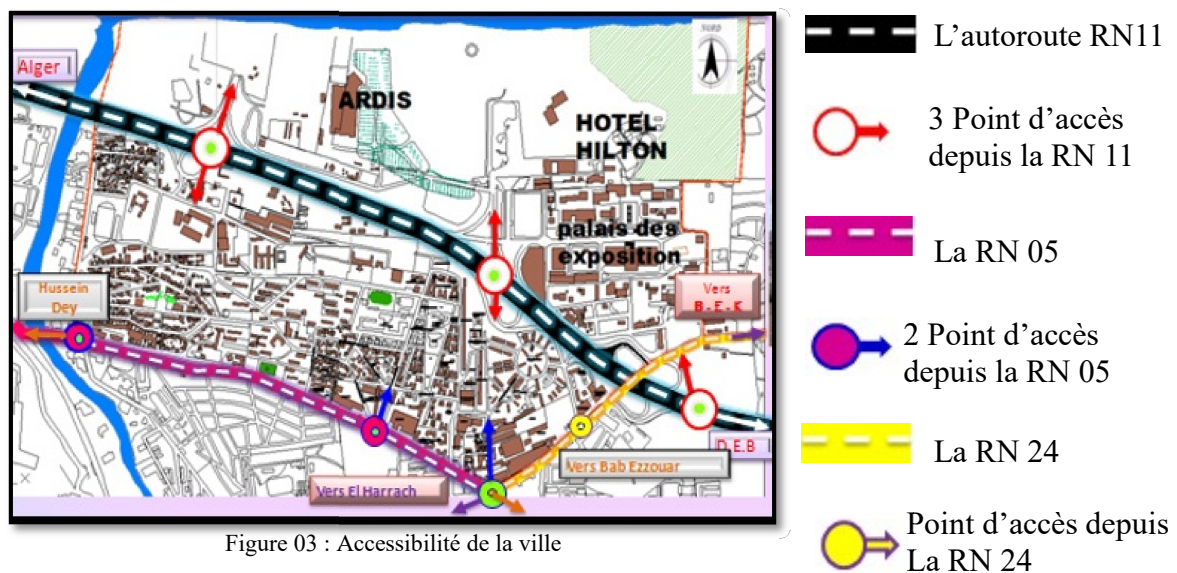 NORD
Alger
ARDIS
HOTEL
HILTON
palais des
exposition
Hussein
Dey
Vers
B - E - K
D.E.B
Vers Bab Ezzouar
Vers El Harrach
Figure 03 : Accessibilité de la ville
L’autoroute RN11
3 Point d’accès
depuis la RN 11
La RN 05
2 Point d’accès
depuis la RN 05
La RN 24
Point d’accès depuis
La RN 24